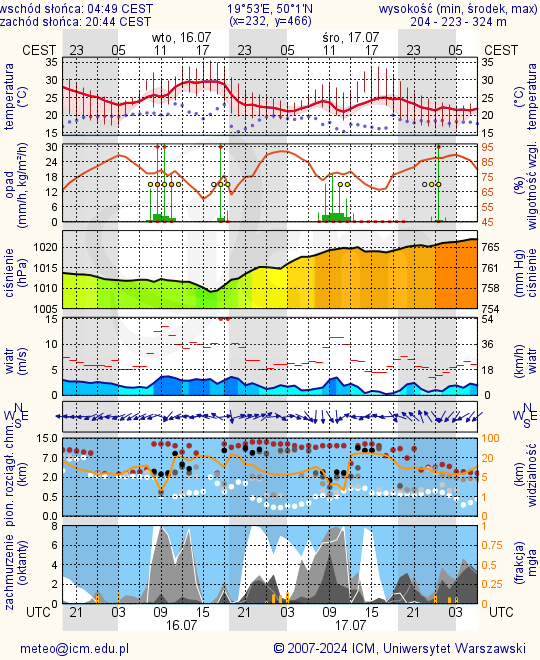 wschód słońca: 04:49 CEST 19°53'E, 50°1'N wysokość (min, środek, max)
zachód słońca: 20:44 CEST (x=232, y=466) 204 - 223 - 324 m
wto, 16.07 śro, 17.07
CEST 23 05 11 17 23 05 11 17 23 05 CEST
temperatura (°C) 35 30 25 20 15 35 30 25 20 15 (°C) temperatura
opad (mm/h, kg/m²/h) 30 24 18 12 6 0 95 85 75 65 55 45 (%) wilgotność wzgl.
ciśnienie (hPa) 1020 1015 1010 1005 765 761 758 754 (mm Hg) ciśnienie
wiatr (m/s) 15 10 5 0 54 36 18 0 (km/h) wiatr
N W E S N W E S
pion. rozciągł. chm. (km) 15.0 7.0 2.0 0.5 0.0 100 20 5 1 0 (km) widzialność
zachmurzenie (oktanty) 8 6 4 2 0 1 0.75 0.5 0.25 0 (frakcja) mgła
UTC 21 03 09 15 21 03 09 15 21 03 UTC
16.07 17.07
meteo@icm.edu.pl © 2007-2024 ICM, Uniwersytet Warszawski